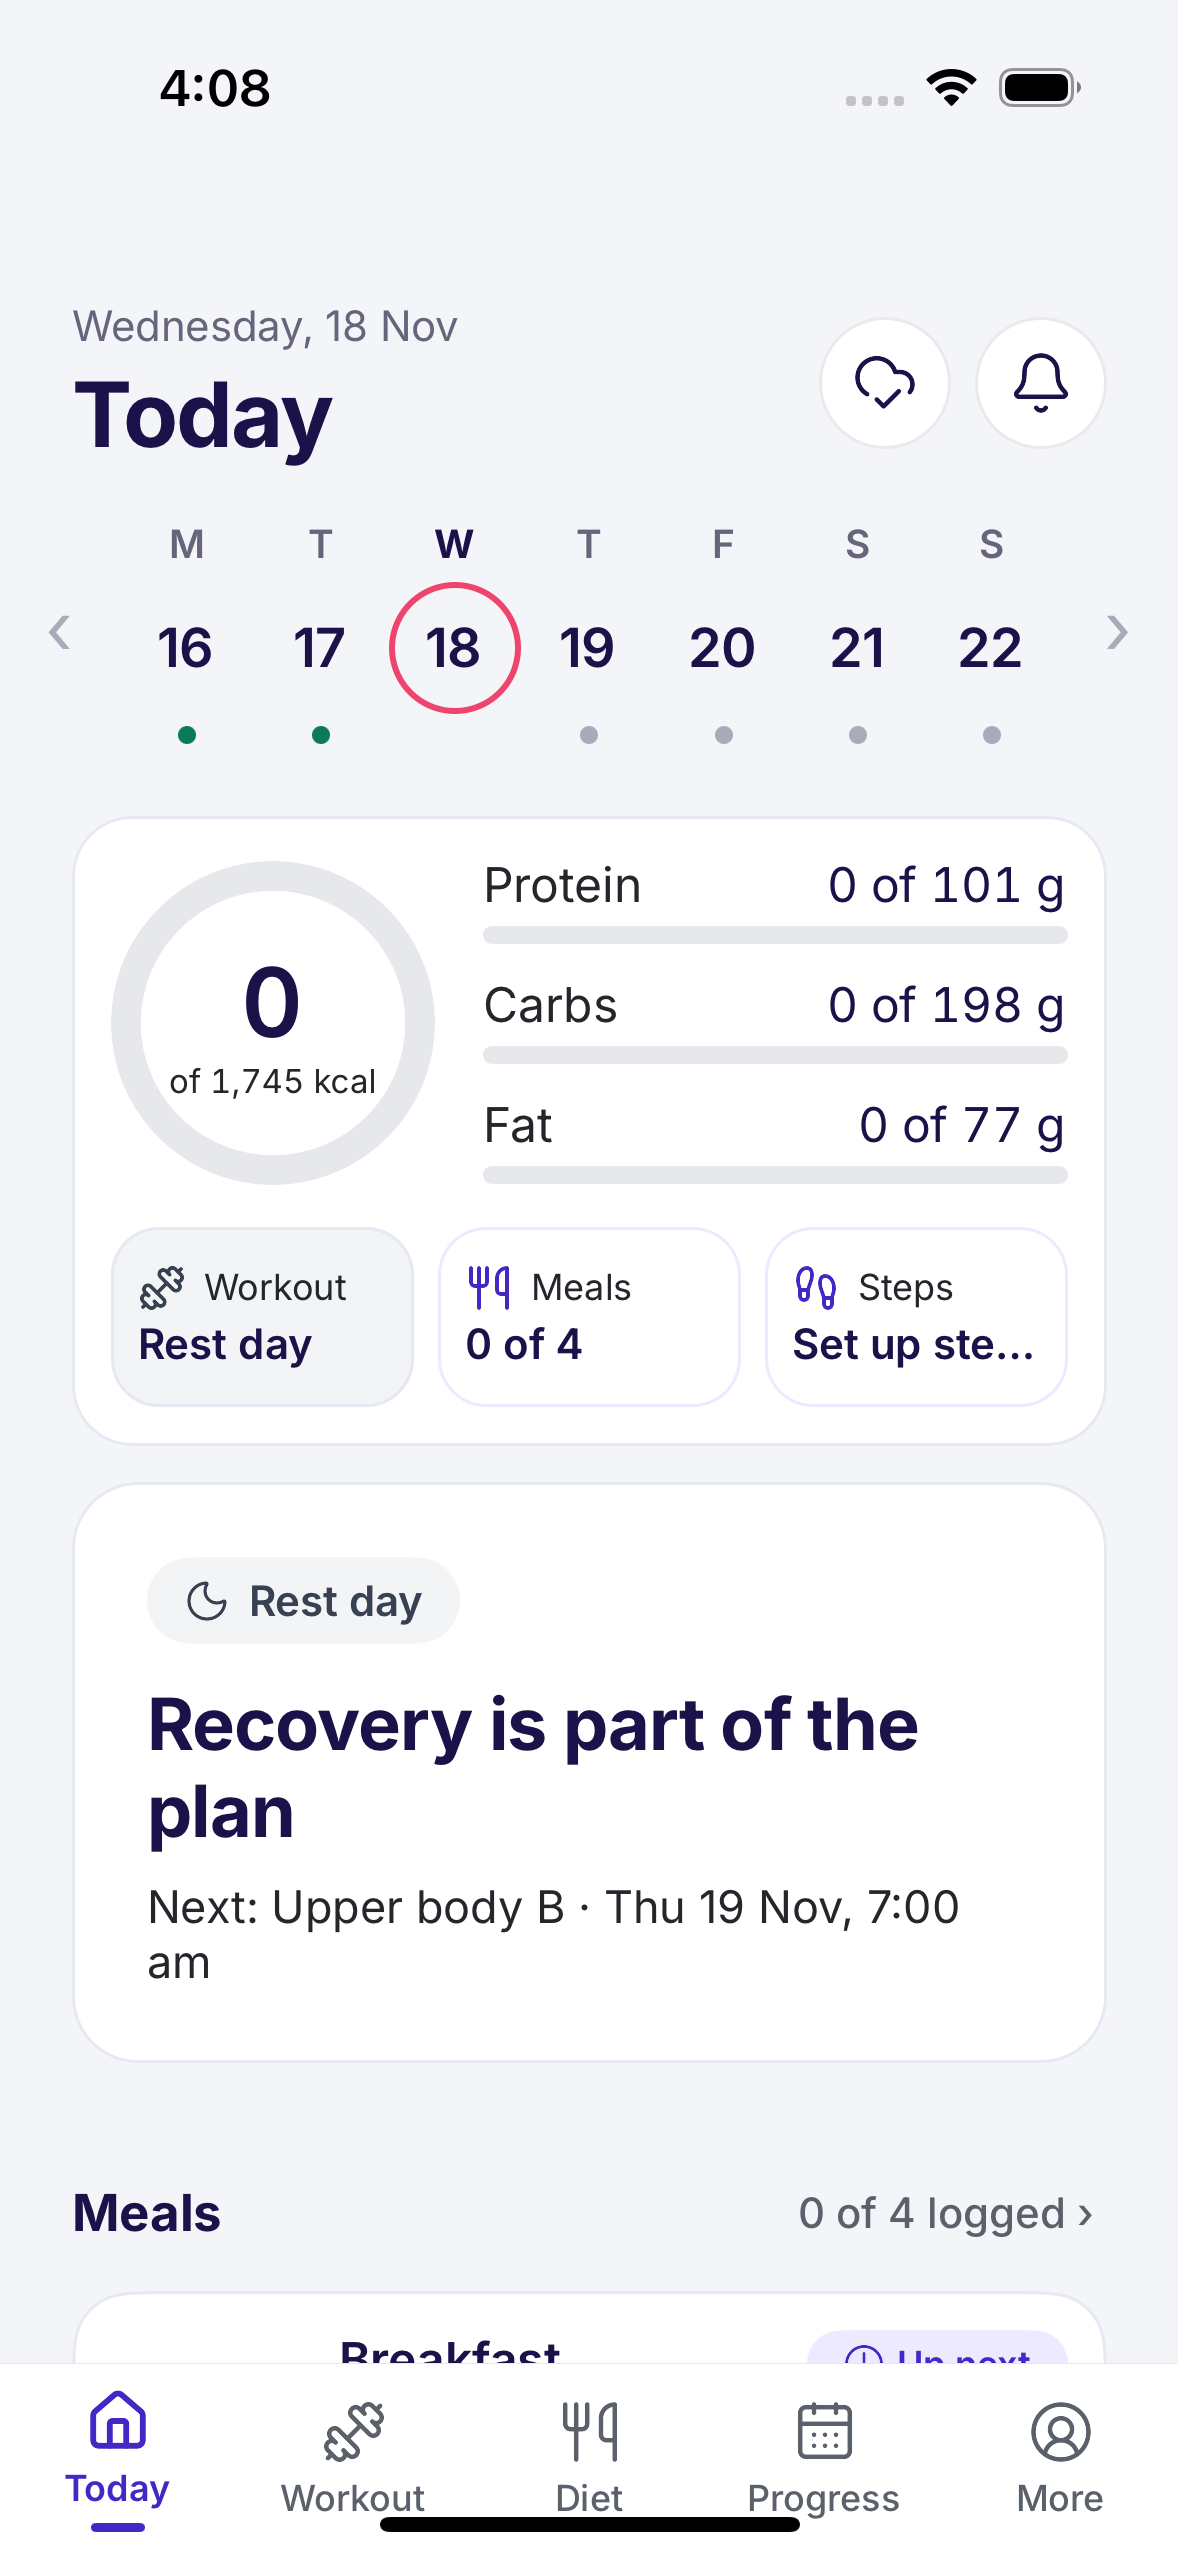 4:08
Wednesday, 18 Nov
Today
M T W T F S S
‹ 16 17 18 19 20 21 22 ›
Protein 0 of 101 g
0
of 1,745 kcal
Carbs 0 of 198 g
Fat 0 of 77 g
Workout
Rest day
Meals
0 of 4
Steps
Set up ste...
Rest day
Recovery is part of the
plan
Next: Upper body B · Thu 19 Nov, 7:00
am
Meals 0 of 4 logged ›
Breakfast Up next
Today Workout Diet Progress More